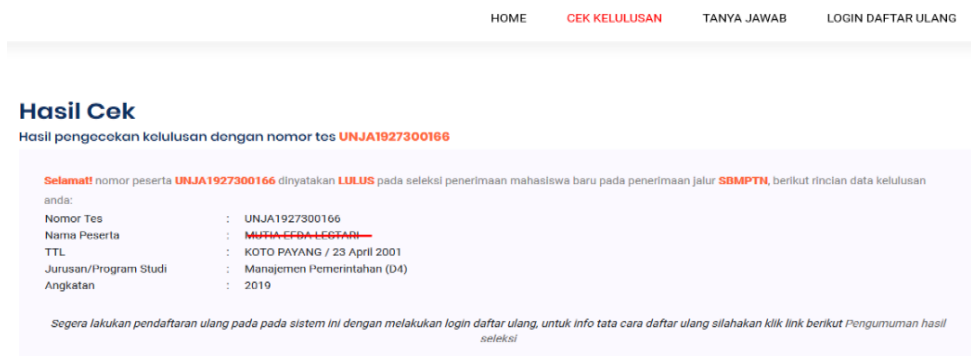 HOME CEK KELULUSAN TANYA JAWAB LOGIN DAFTAR ULANG
Hasil Cek
Hasil pengecekan kelulusan dengan nomor tes UNJA1927300166
Selamat! nomor peserta UNJA1927300166 dinyatakan LULUS pada seleksi penerimaan mahasiswa baru pada penerimaan jalur SBMPTN, berikut rincian data kelulusan
anda:
Nomor Tes : UNJA1927300166
Nama Peserta :
TTL : KOTO PAYANG / 23 April 2001
Jurusan/Program Studi : Manajemen Pemerintahan (D4)
Angkatan : 2019
Segera lakukan pendaftaran ulang pada pada sistem ini dengan melakukan login daftar ulang, untuk info tata cara daftar ulang silahakan klik link berikut Pengumuman hasil
seleksi